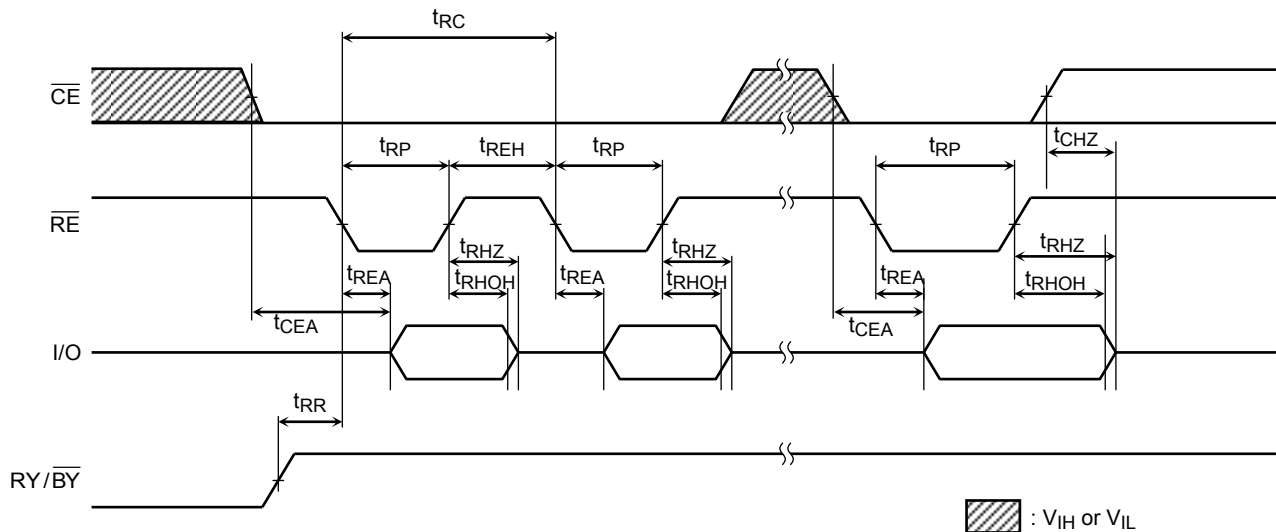 tRC
CE
tRP tREH tRP tRP tCHZ
RE
tRHZ tRHZ tRHZ
tREA tRHOH tREA tRHOH tREA tRHOH
tCEA tCEA
I/O
tRR
RY/BY
: VIH or VIL